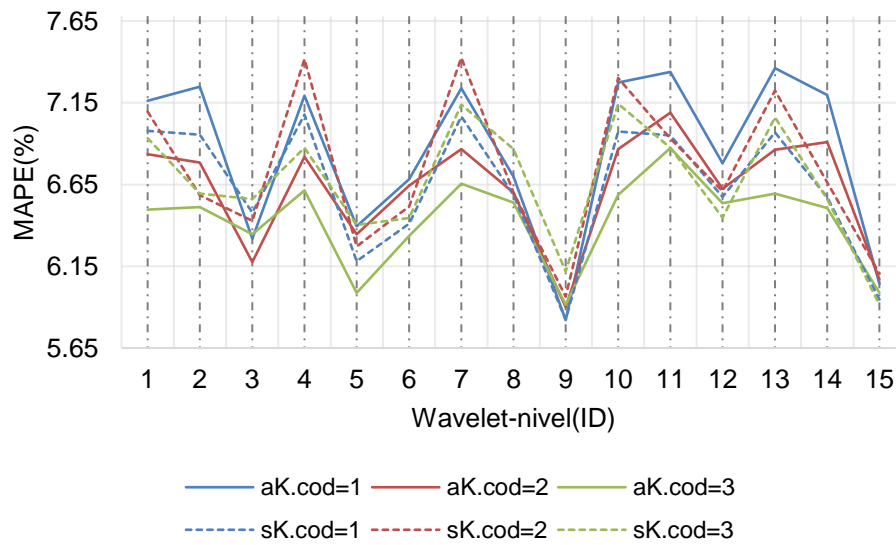 7.65
7.15
6.65
6.15
5.65
MAPE(%)
1 2 3 4 5 6 7 8 9 10 11 12 13 14 15
Wavelet-nivel(ID)
aK.cod=1 aK.cod=2 aK.cod=3
sK.cod=1 sK.cod=2 sK.cod=3